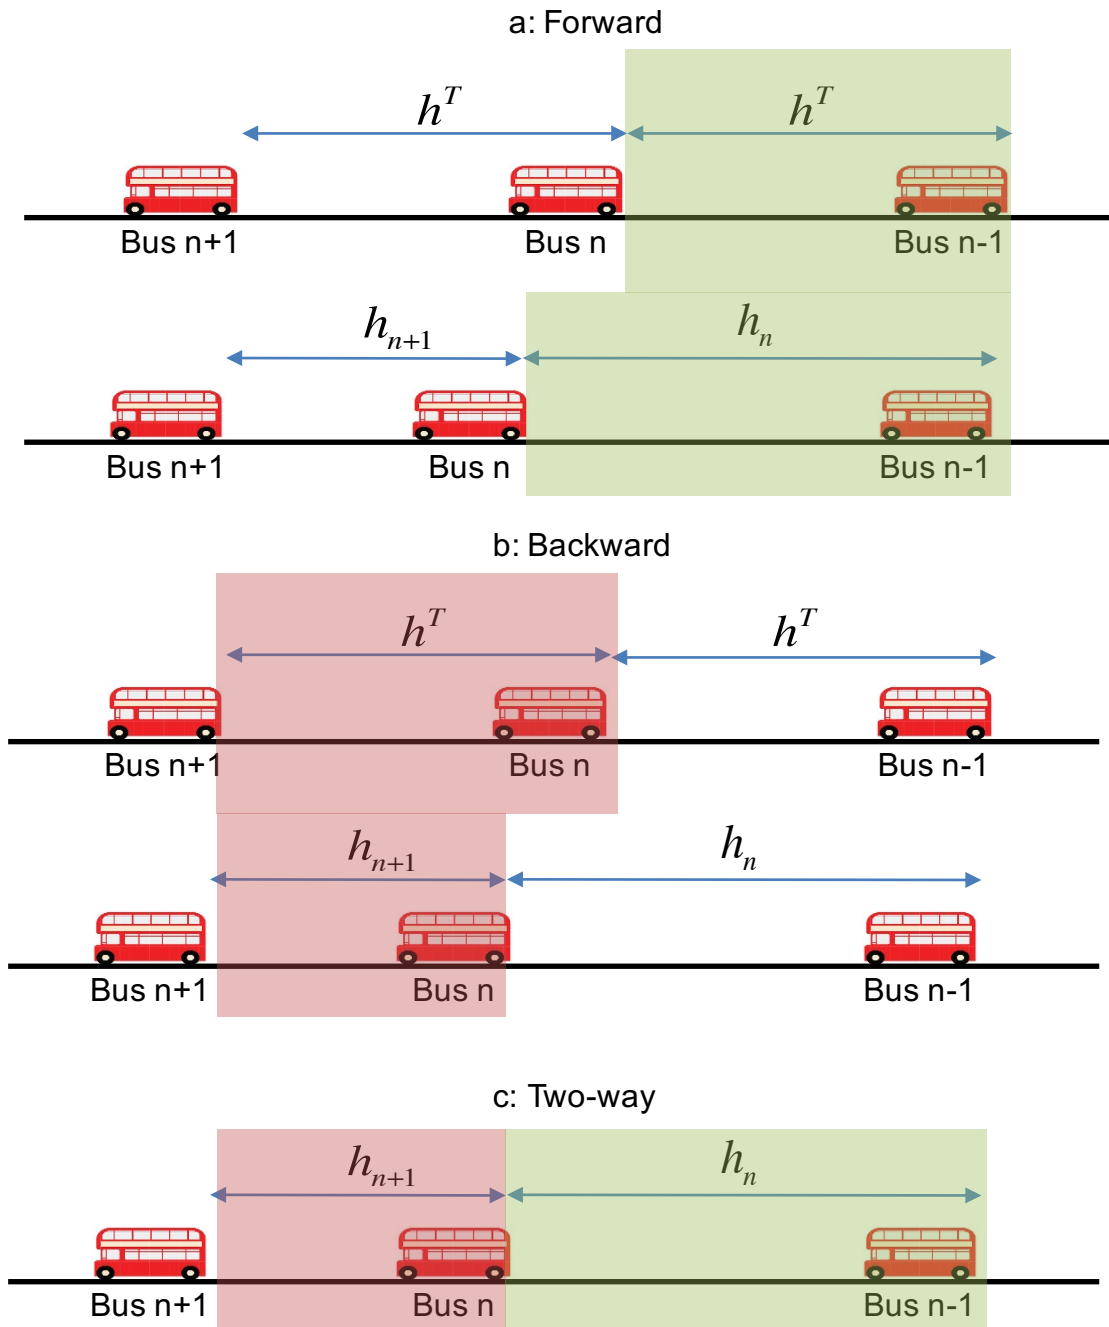 a: Forward
h^T h^T
Bus n+1 Bus n Bus n-1
h_{n+1} h_n
Bus n+1 Bus n Bus n-1
b: Backward
h^T h^T
Bus n+1 Bus n Bus n-1
h_{n+1} h_n
Bus n+1 Bus n Bus n-1
c: Two-way
h_{n+1} h_n
Bus n+1 Bus n Bus n-1